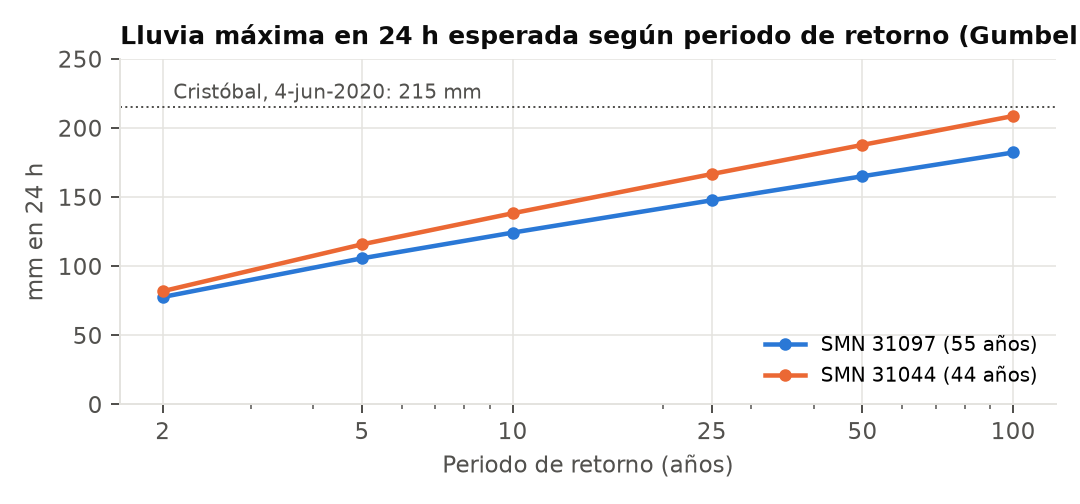 Lluvia máxima en 24 h esperada según periodo de retorno (Gumbel
250
Cristóbal, 4-jun-2020: 215 mm
200
150
100
50
0
mm en 24 h
SMN 31097 (55 años)
SMN 31044 (44 años)
2 5 10 25 50 100
Periodo de retorno (años)